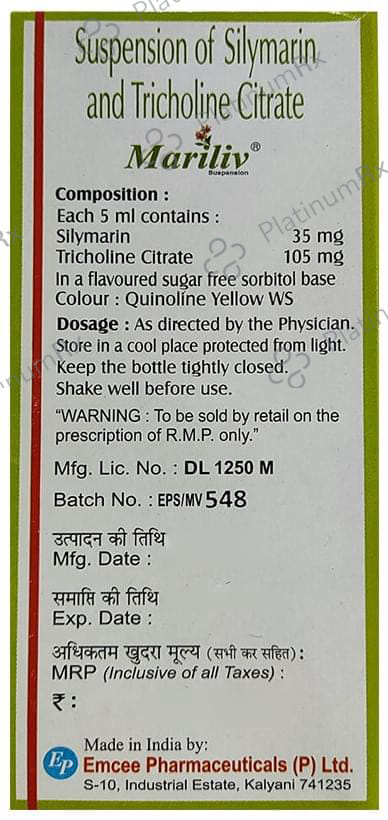 Suspension of Silymarin
and Tricholine Citrate
Mariliv®
Suspension
Composition :
Each 5 ml contains :
Silymarin 35 mg
Tricholine Citrate 105 mg
In a flavoured sugar free sorbitol base
Colour : Quinoline Yellow WS
Dosage : As directed by the Physician.
Store in a cool place protected from light.
Keep the bottle tightly closed.
Shake well before use.
“WARNING : To be sold by retail on the
prescription of R.M.P. only.”
Mfg. Lic. No. : DL 1250 M
Batch No. : EPS/MV 548
उत्पादन की तिथि
Mfg. Date :
समाप्ति की तिथि
Exp. Date :
अधिकतम खुदरा मूल्य (सभी कर सहित) :
MRP (Inclusive of all Taxes) :
₹ :
Made in India by:
EP Emcee Pharmaceuticals (P) Ltd.
S-10, Industrial Estate, Kalyani 741235
PlatinumRx
PlatinumRx
PlatinumRx
PlatinumRx